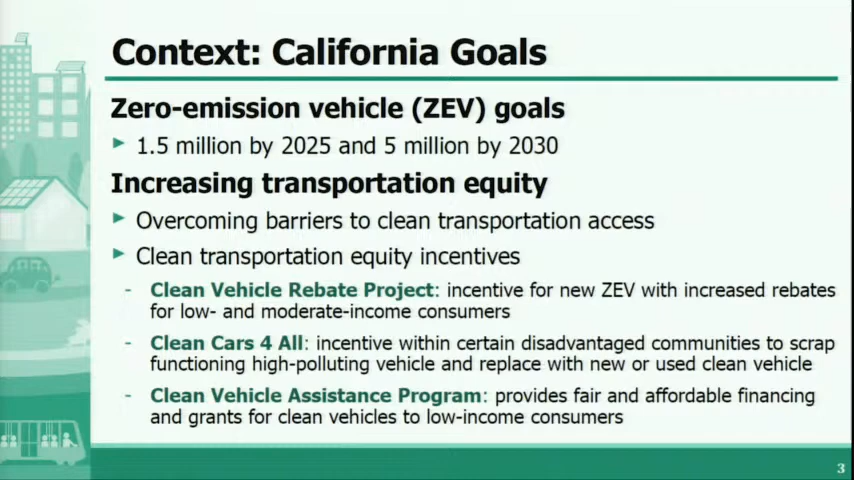 Context: California Goals
Zero-emission vehicle (ZEV) goals
► 1.5 million by 2025 and 5 million by 2030
Increasing transportation equity
► Overcoming barriers to clean transportation access
► Clean transportation equity incentives
- Clean Vehicle Rebate Project: incentive for new ZEV with increased rebates
for low- and moderate-income consumers
- Clean Cars 4 All: incentive within certain disadvantaged communities to scrap
functioning high-polluting vehicle and replace with new or used clean vehicle
- Clean Vehicle Assistance Program: provides fair and affordable financing
and grants for clean vehicles to low-income consumers
3